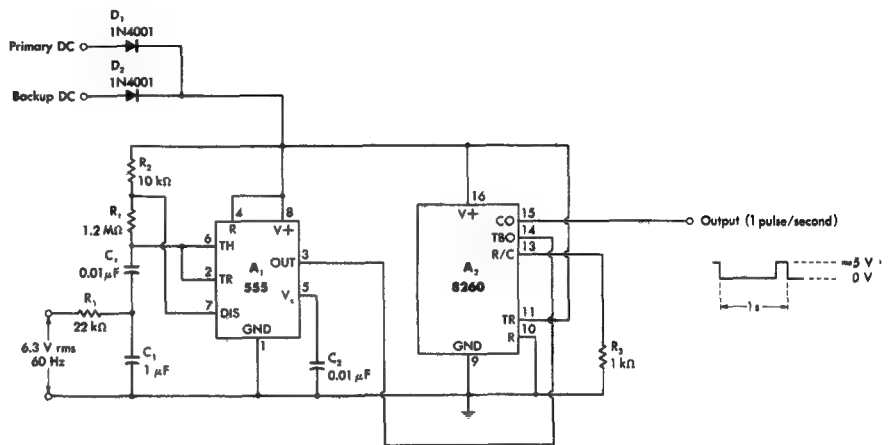 D₁
1N4001
Primary DC
D₂
1N4001
Backup DC
R₂
10 kΩ
Rₜ
1.2 MΩ
Cₜ
0.01 μF
R₁
22 kΩ
6.3 V rms
60 Hz
C₁
1 μF
4
8
R
V+
6
TH
OUT
3
2
TR
A₁
555
V꜀
5
7
DIS
GND
1
C₂
0.01 μF
16
V+
CO
15
TBO
14
R/C
13
A₂
8260
TR
11
R
10
GND
9
R₃
1 kΩ
Output (1 pulse/second)
≈5 V
0 V
1 s